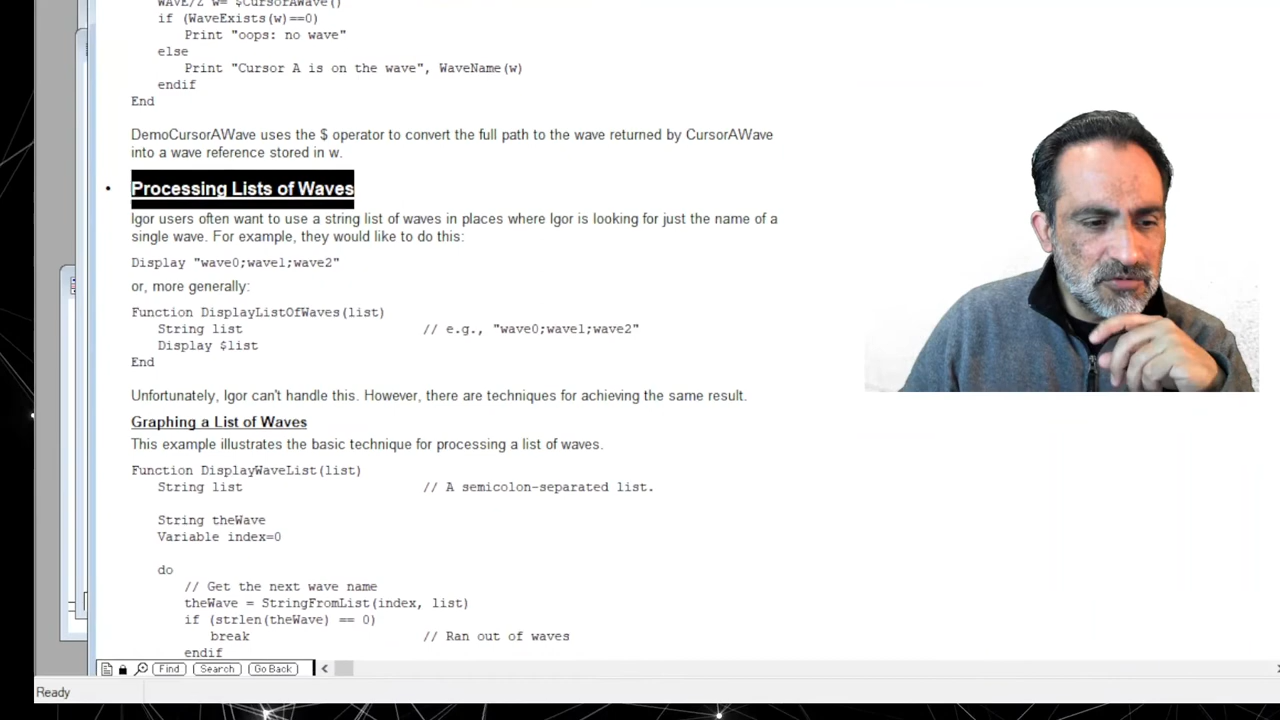 WAVE/Z w= $CursorAWave()
if (WaveExists(w)==0)
Print "oops: no wave"
else
Print "Cursor A is on the wave", WaveName(w)
endif
End
DemoCursorAWave uses the $ operator to convert the full path to the wave returned by CursorAWave
into a wave reference stored in w.
• Processing Lists of Waves
Igor users often want to use a string list of waves in places where Igor is looking for just the name of a
single wave. For example, they would like to do this:
Display "wave0;wave1;wave2"
or, more generally:
Function DisplayListOfWaves(list)
String list // e.g., "wave0;wave1;wave2"
Display $list
End
Unfortunately, Igor can't handle this. However, there are techniques for achieving the same result.
Graphing a List of Waves
This example illustrates the basic technique for processing a list of waves.
Function DisplayWaveList(list)
String list // A semicolon-separated list.
String theWave
Variable index=0
do
// Get the next wave name
theWave = StringFromList(index, list)
if (strlen(theWave) == 0)
break // Ran out of waves
endif
Find Search Go Back
Ready